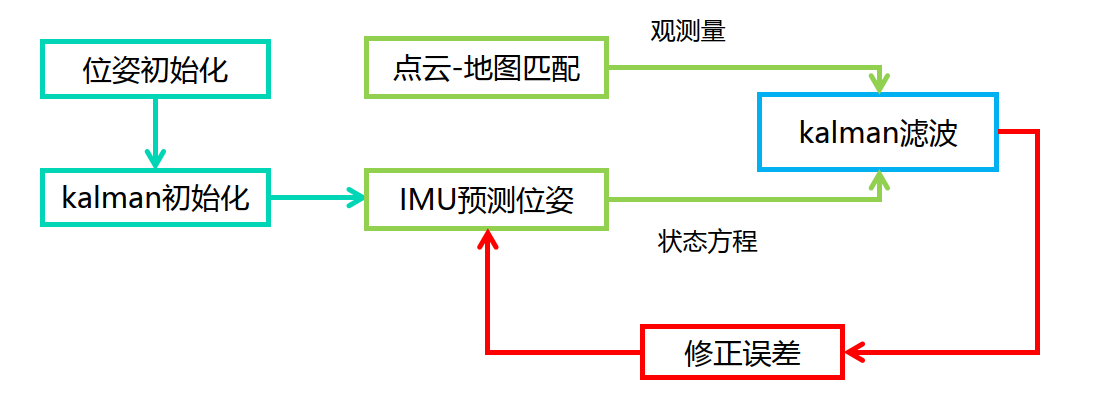 观测量
位姿初始化
点云-地图匹配
kalman滤波
kalman初始化
IMU预测位姿
状态方程
修正误差